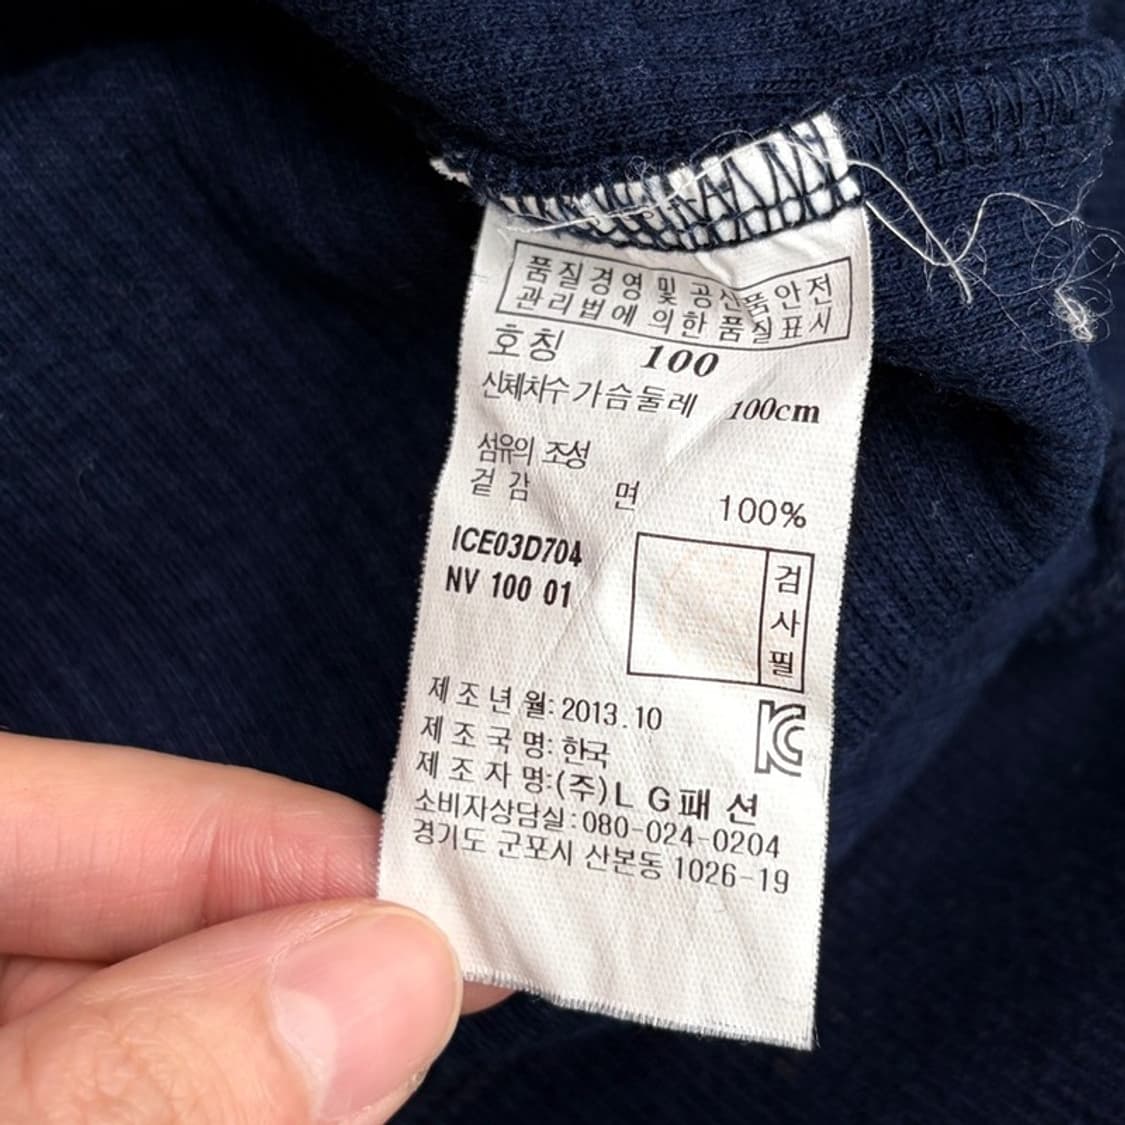 품질경영 및 공산품안전
관리법에 의한 품질표시
호칭 100
신체차수 가슴둘레 100cm
섬유의 조성
겉감 면 100%
ICE03D704
NV 100 01
검사필
제조년월: 2013.10
제조국명: 한국
제조자명:(주)LG패션
소비자상담실:080-024-0204
경기도 군포시 산본동 1026-19